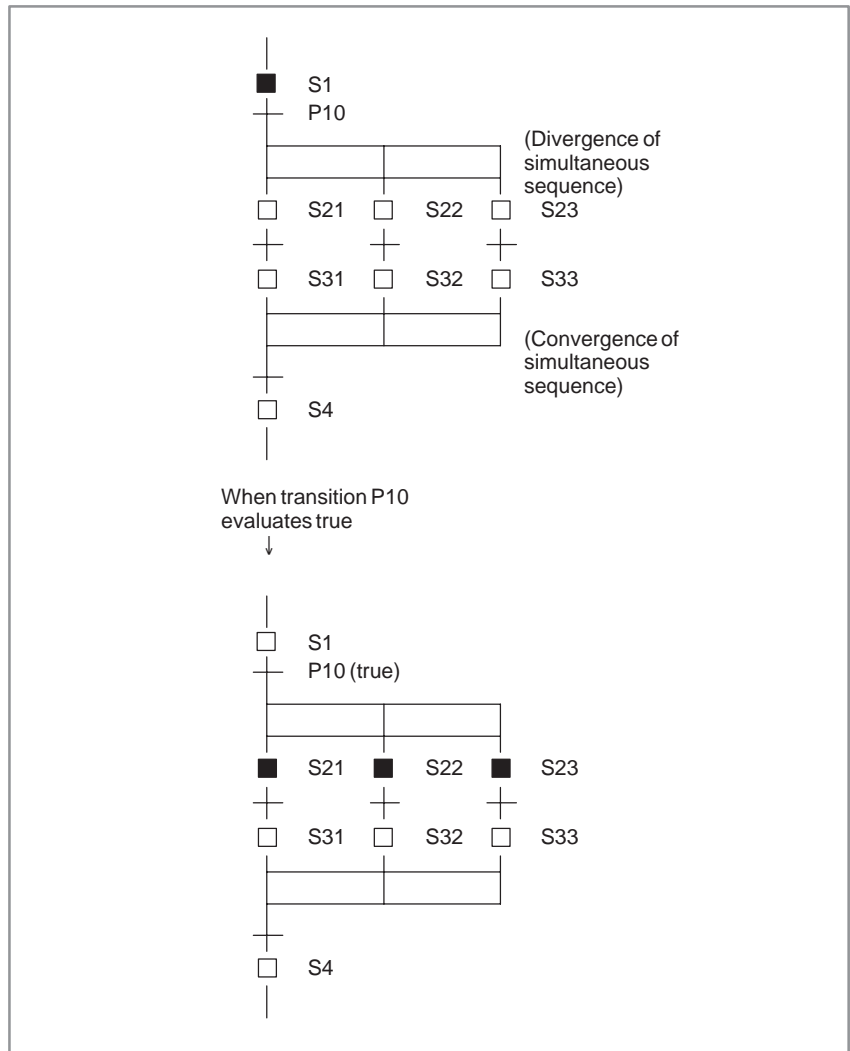 S1
P10
(Divergence of
simultaneous
sequence)
S21 S22 S23
S31 S32 S33
(Convergence of
simultaneous
sequence)
S4
When transition P10
evaluates true
S1
P10 (true)
S21 S22 S23
S31 S32 S33
S4